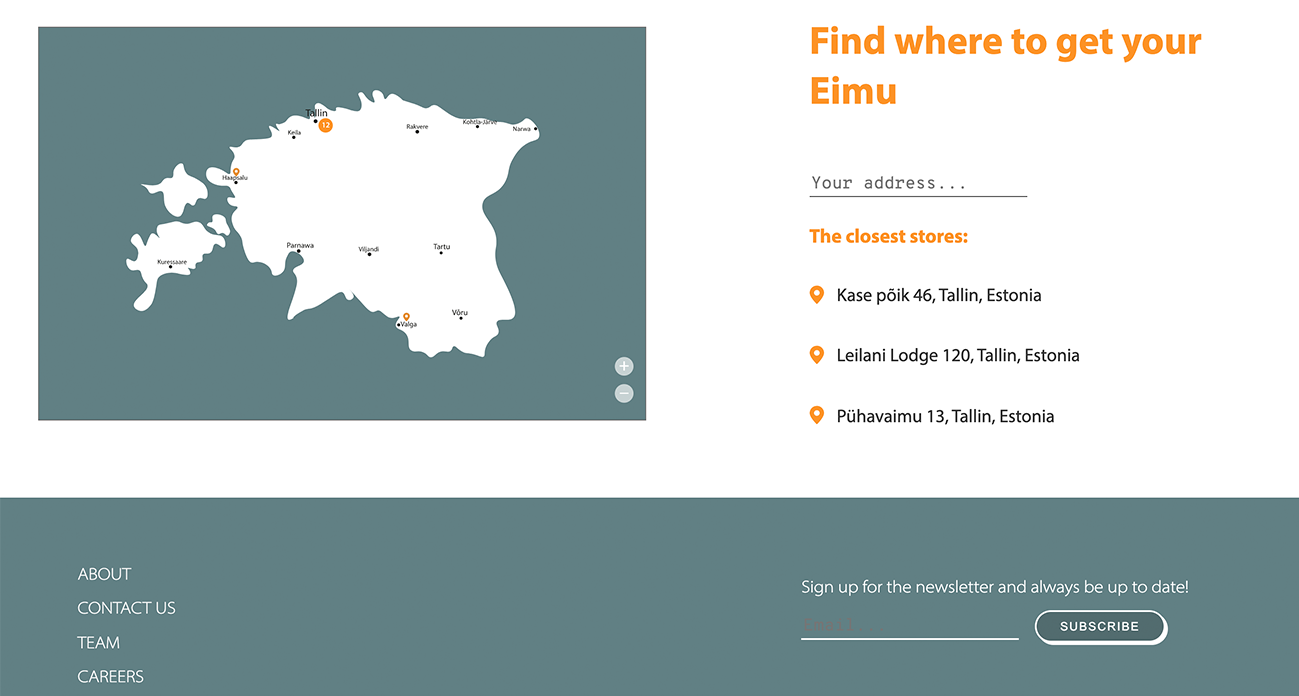 Tallin
12
Keila
Rakvere
Kohtla-Järve
Narwa
Haapsalu
Kuressaare
Parnawa
Viljandi
Tartu
Valga
Võru
+
−
Find where to get your
Eimu
Your address...
The closest stores:
Kase põik 46, Tallin, Estonia
Leilani Lodge 120, Tallin, Estonia
Pühavaimu 13, Tallin, Estonia
ABOUT
CONTACT US
TEAM
CAREERS
Sign up for the newsletter and always be up to date!
SUBSCRIBE